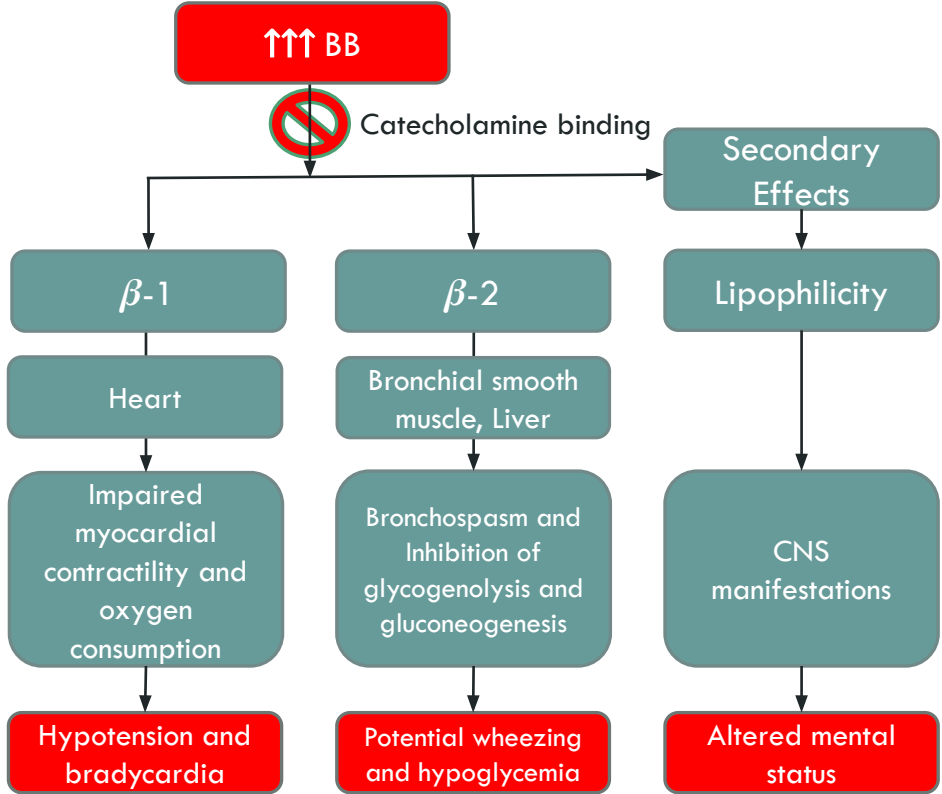 ↑↑↑ BB
Catecholamine binding
Secondary
Effects
β-1
β-2
Lipophilicity
Heart
Bronchial smooth
muscle, Liver
Impaired
myocardial
contractility and
oxygen
consumption
Bronchospasm and
Inhibition of
glycogenolysis and
gluconeogenesis
CNS
manifestations
Hypotension and
bradycardia
Potential wheezing
and hypoglycemia
Altered mental
status